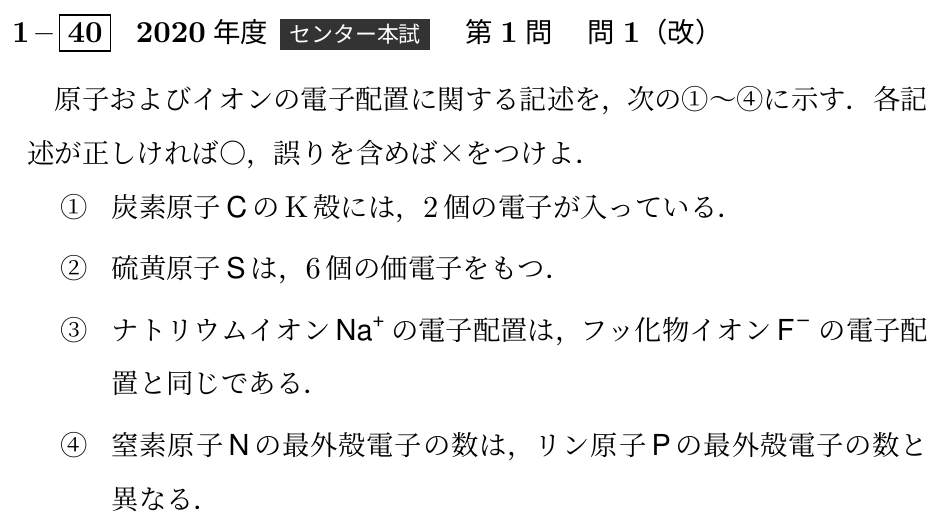 1－40 2020年度 センター本試 第1問 問1（改）
原子およびイオンの電子配置に関する記述を，次の①～④に示す．各記
述が正しければ○，誤りを含めば×をつけよ．
① 炭素原子CのK殻には，2個の電子が入っている．
② 硫黄原子Sは，6個の価電子をもつ．
③ ナトリウムイオンNa⁺の電子配置は，フッ化物イオンF⁻の電子配
置と同じである．
④ 窒素原子Nの最外殻電子の数は，リン原子Pの最外殻電子の数と
異なる．